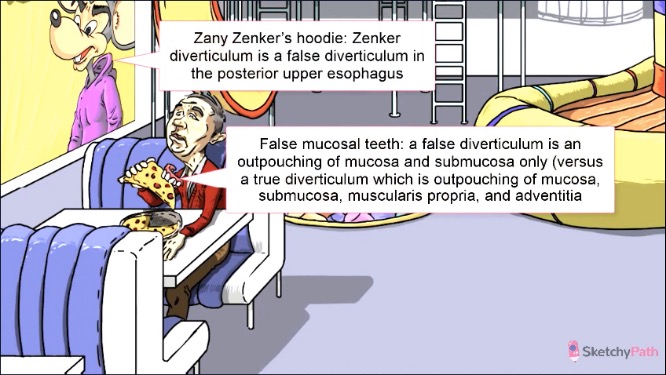 Zany Zenker's hoodie: Zenker
diverticulum is a false diverticulum in
the posterior upper esophagus
False mucosal teeth: a false diverticulum is an
outpouching of mucosa and submucosa only (versus
a true diverticulum which is outpouching of mucosa,
submucosa, muscularis propria, and adventitia
SketchyPath